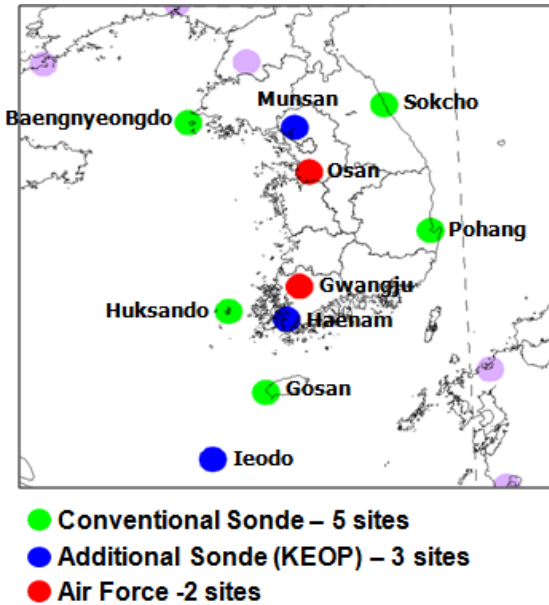 Munsan
Sokcho
Baengnyeongdo
Osan
Pohang
Gwangju
Huksando
Haenam
Gosan
Ieodo
Conventional Sonde – 5 sites
Additional Sonde (KEOP) – 3 sites
Air Force -2 sites